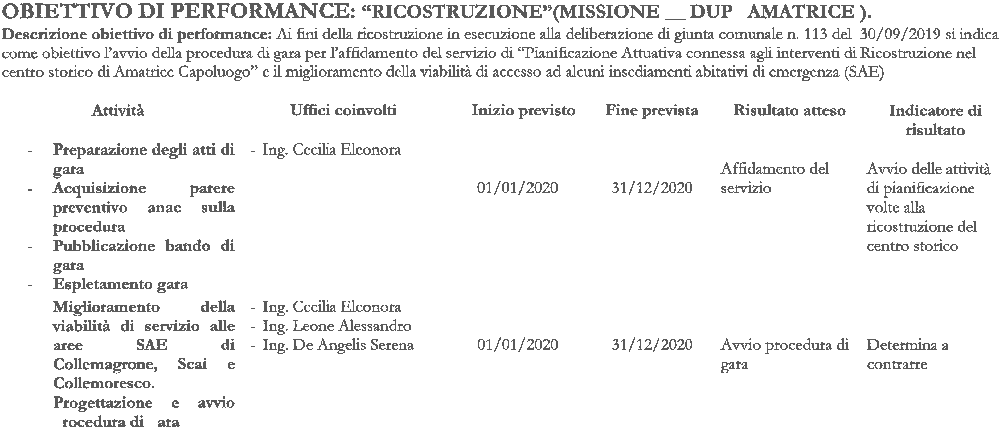 OBIETTIVO DI PERFORMANCE: “RICOSTRUZIONE”(MISSIONE __ DUP AMATRICE ).
Descrizione obiettivo di performance: Ai fini della ricostruzione in esecuzione alla deliberazione di giunta comunale n. 113 del 30/09/2019 si indica
come obiettivo l’avvio della procedura di gara per l’affidamento del servizio di “Pianificazione Attuativa connessa agli interventi di Ricostruzione nel
centro storico di Amatrice Capoluogo” e il miglioramento della viabilità di accesso ad alcuni insediamenti abitativi di emergenza (SAE)
Attività
Uffici coinvolti
Inizio previsto
Fine prevista
Risultato atteso
Indicatore di
risultato
- Preparazione degli atti di
gara
- Acquisizione parere
preventivo anac sulla
procedura
- Pubblicazione bando di
gara
- Espletamento gara
- Ing. Cecilia Eleonora
01/01/2020
31/12/2020
Affidamento del
servizio
Avvio delle attività
di pianificazione
volte alla
ricostruzione del
centro storico
Miglioramento della
viabilità di servizio alle
aree SAE di
Collemagrone, Scai e
Collemoresco.
Progettazione e avvio
rocedura di ara
- Ing. Cecilia Eleonora
- Ing. Leone Alessandro
- Ing. De Angelis Serena
01/01/2020
31/12/2020
Avvio procedura di
gara
Determina a
contrarre